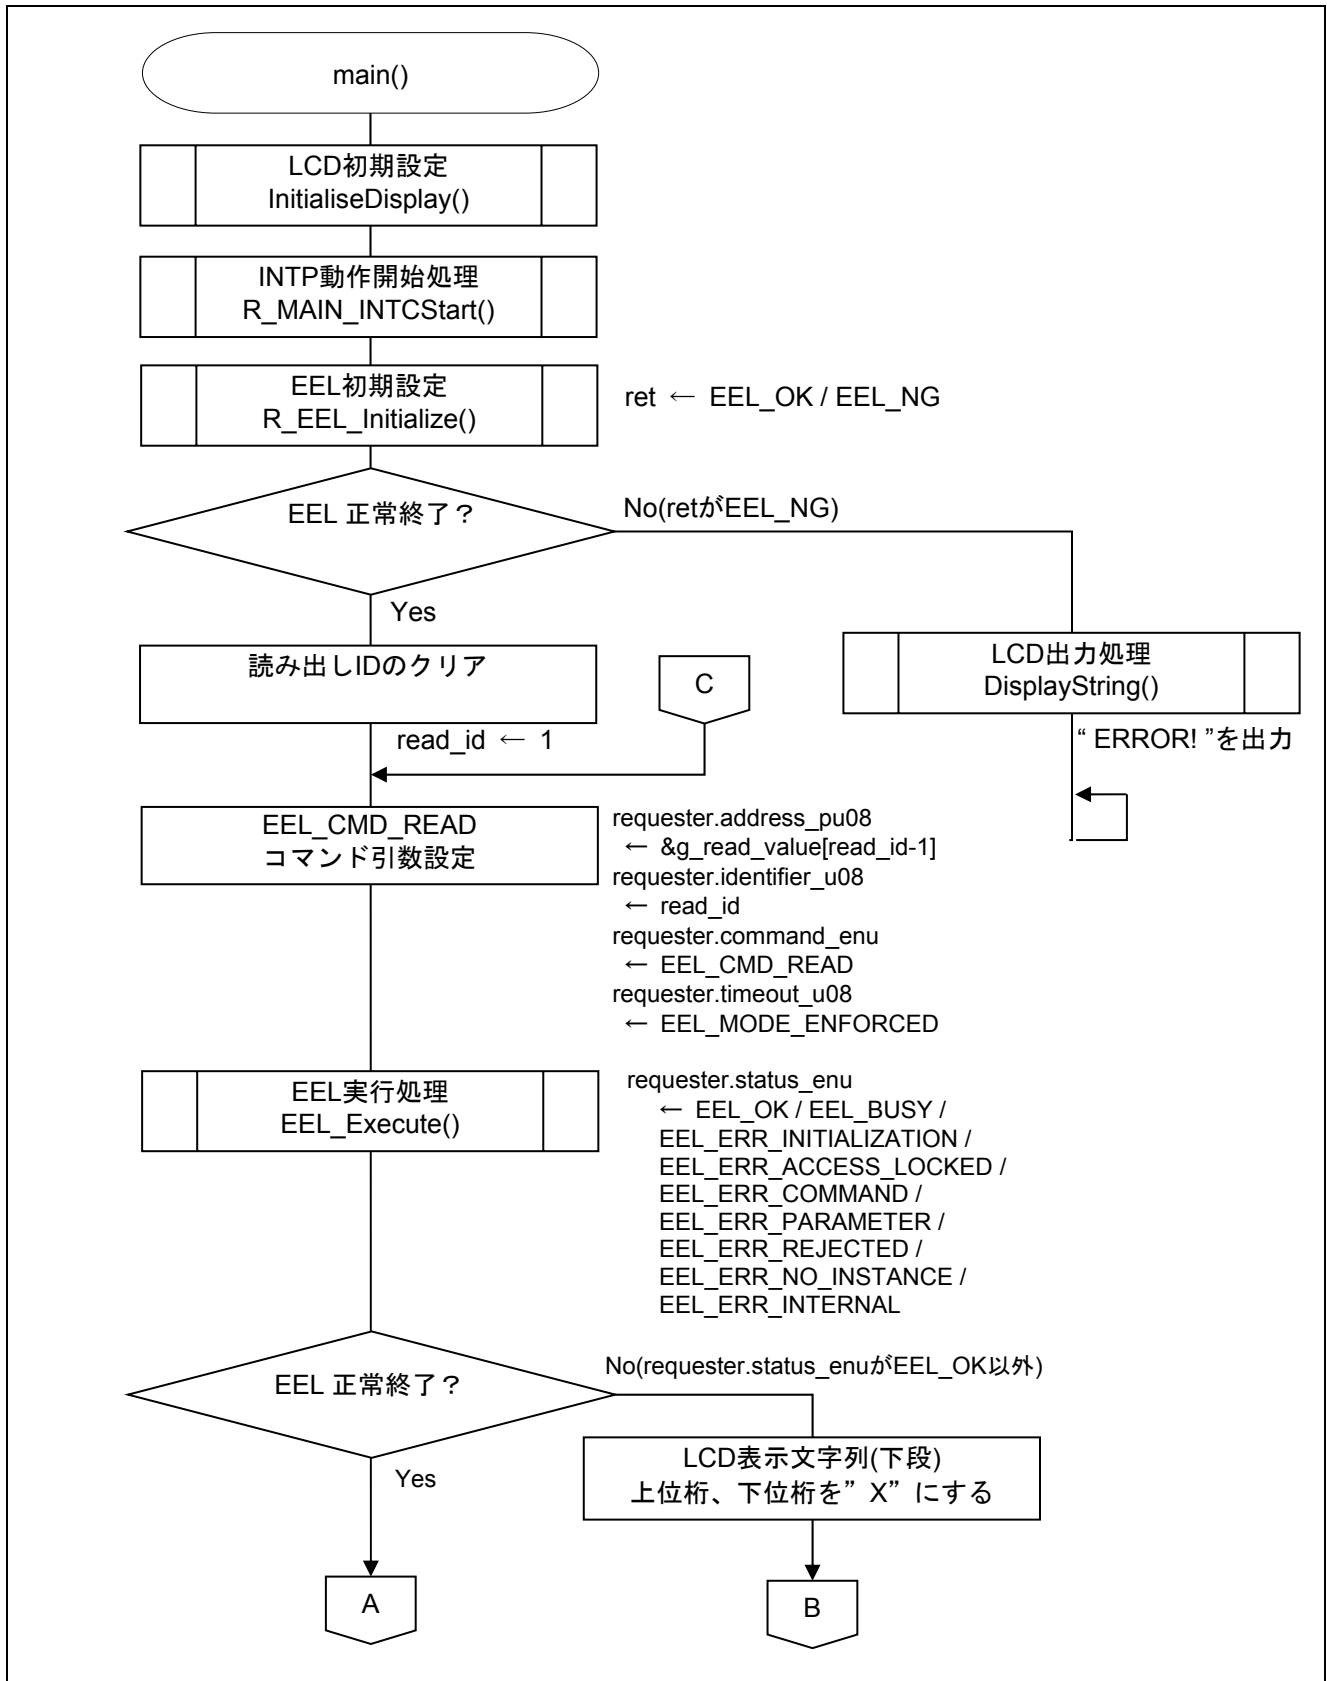 main()
LCD初期設定
InitialiseDisplay()
INTP動作開始処理
R_MAIN_INTCStart()
EEL初期設定
R_EEL_Initialize()
ret ← EEL_OK / EEL_NG
EEL 正常終了？
No(retがEEL_NG)
Yes
読み出しIDのクリア
read_id ← 1
C
LCD出力処理
DisplayString()
“ ERROR! ”を出力
EEL_CMD_READ
コマンド引数設定
requester.address_pu08
← &g_read_value[read_id-1]
requester.identifier_u08
← read_id
requester.command_enu
← EEL_CMD_READ
requester.timeout_u08
← EEL_MODE_ENFORCED
EEL実行処理
EEL_Execute()
requester.status_enu
← EEL_OK / EEL_BUSY /
EEL_ERR_INITIALIZATION /
EEL_ERR_ACCESS_LOCKED /
EEL_ERR_COMMAND /
EEL_ERR_PARAMETER /
EEL_ERR_REJECTED /
EEL_ERR_NO_INSTANCE /
EEL_ERR_INTERNAL
EEL 正常終了？
No(requester.status_enuがEEL_OK以外)
Yes
LCD表示文字列(下段)
上位桁、下位桁を”X”にする
A
B